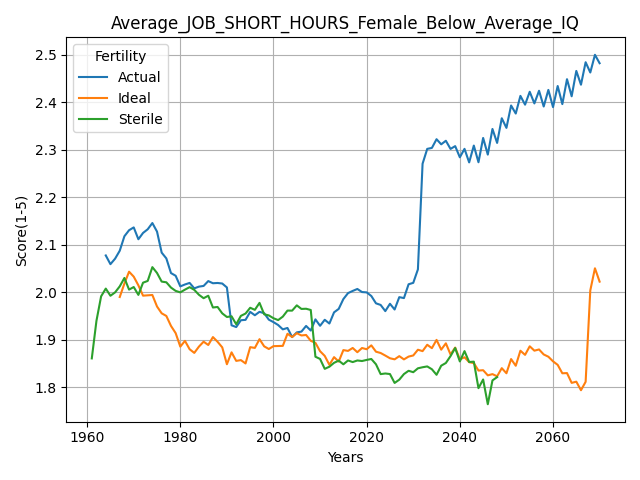 Average_JOB_SHORT_HOURS_Female_Below_Average_IQ
Fertility
Actual
Ideal
Sterile
Score(1-5)
2.5
2.4
2.3
2.2
2.1
2.0
1.9
1.8
1960 1980 2000 2020 2040 2060
Years